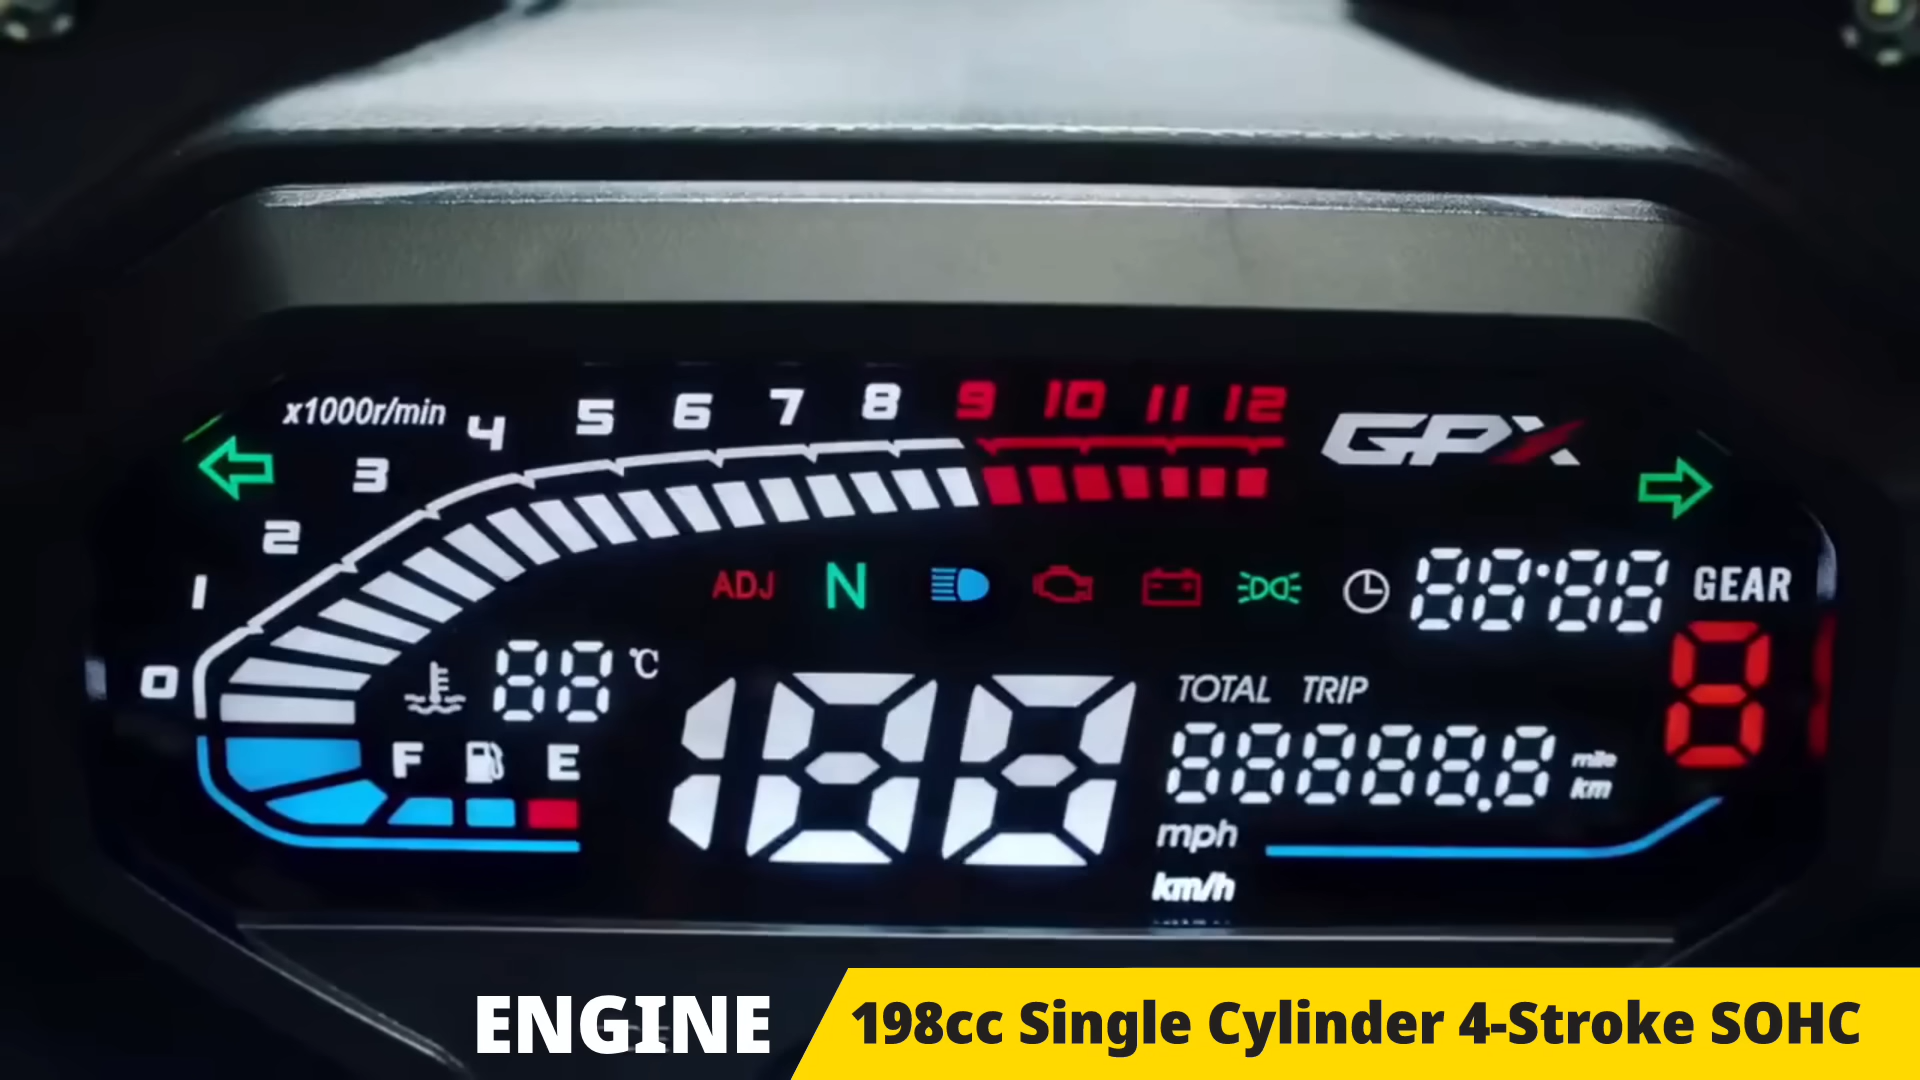 x1000r/min
0 1 2 3 4 5 6 7 8 9 10 11 12
GPX
ADJ N 88:88 GEAR
8
88 °C
F E
188
TOTAL TRIP
88888.8 mile
km
mph
km/h
ENGINE 198cc Single Cylinder 4-Stroke SOHC